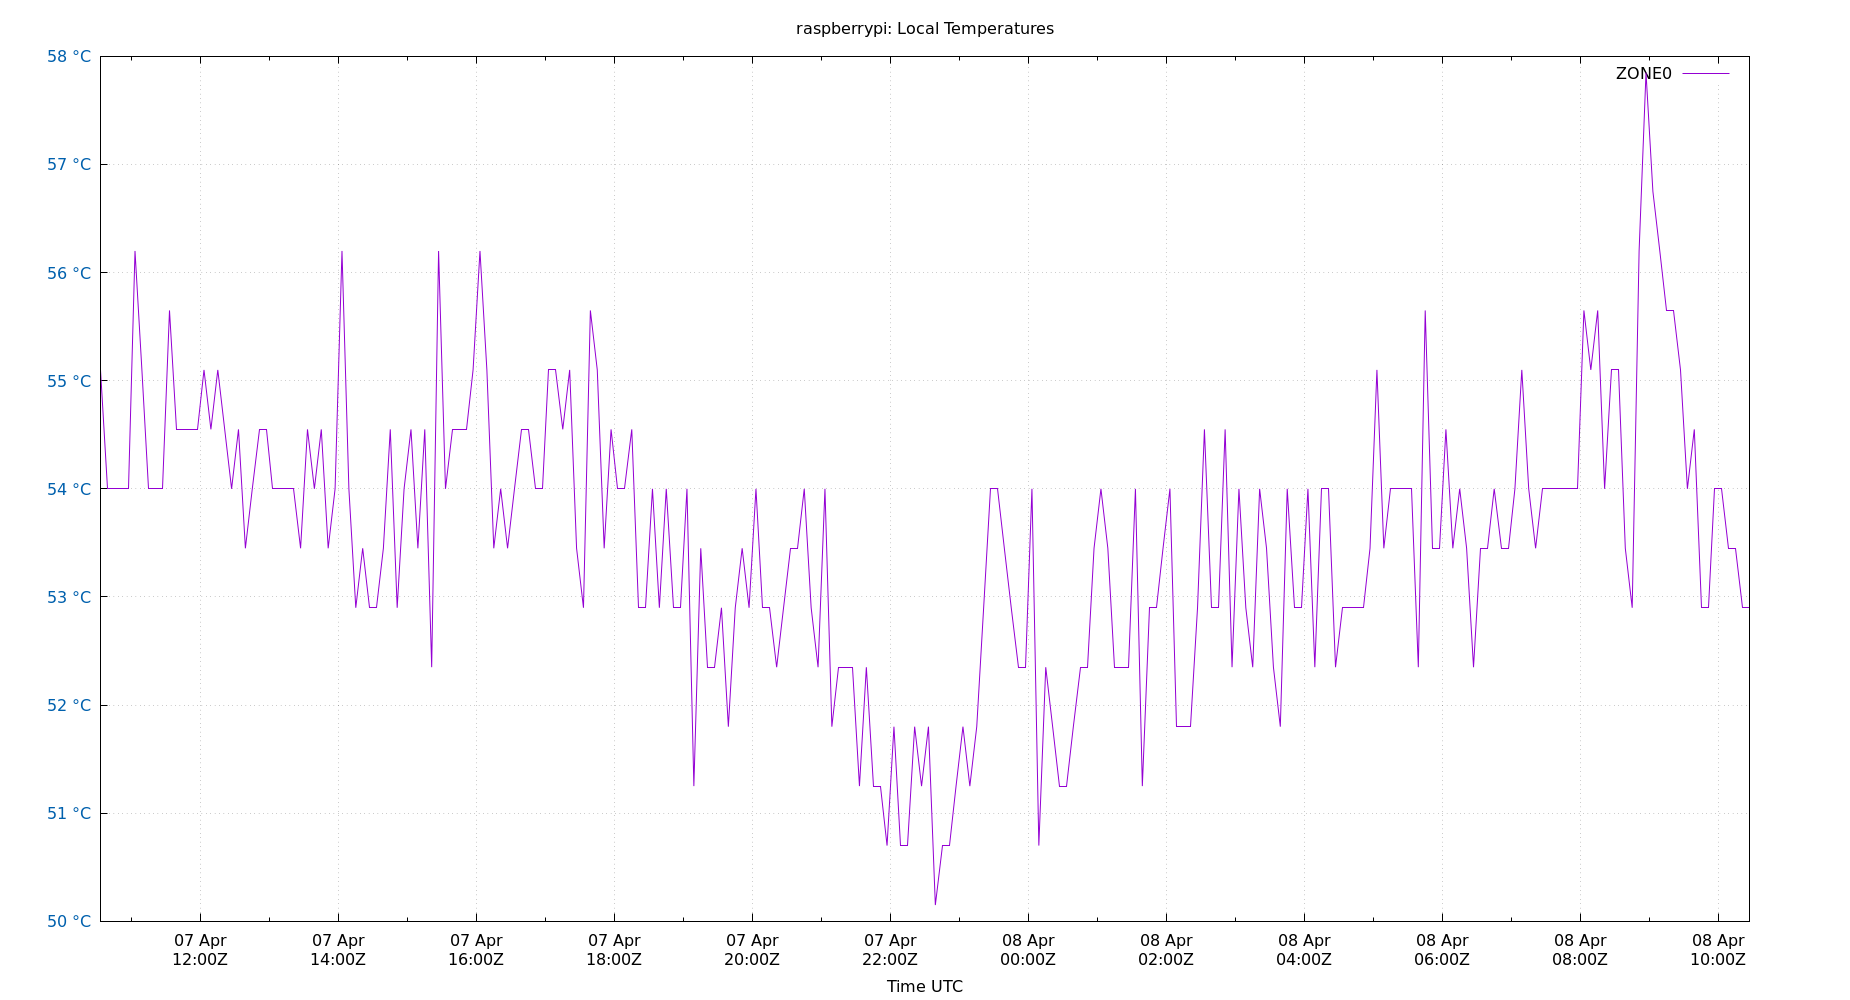 raspberrypi: Local Temperatures
58 °C
ZONE0
57 °C
56 °C
55 °C
54 °C
53 °C
52 °C
51 °C
50 °C
07 Apr 07 Apr 07 Apr 07 Apr 07 Apr 07 Apr 08 Apr 08 Apr 08 Apr 08 Apr 08 Apr 08 Apr
12:00Z 14:00Z 16:00Z 18:00Z 20:00Z 22:00Z 00:00Z 02:00Z 04:00Z 06:00Z 08:00Z 10:00Z
Time UTC